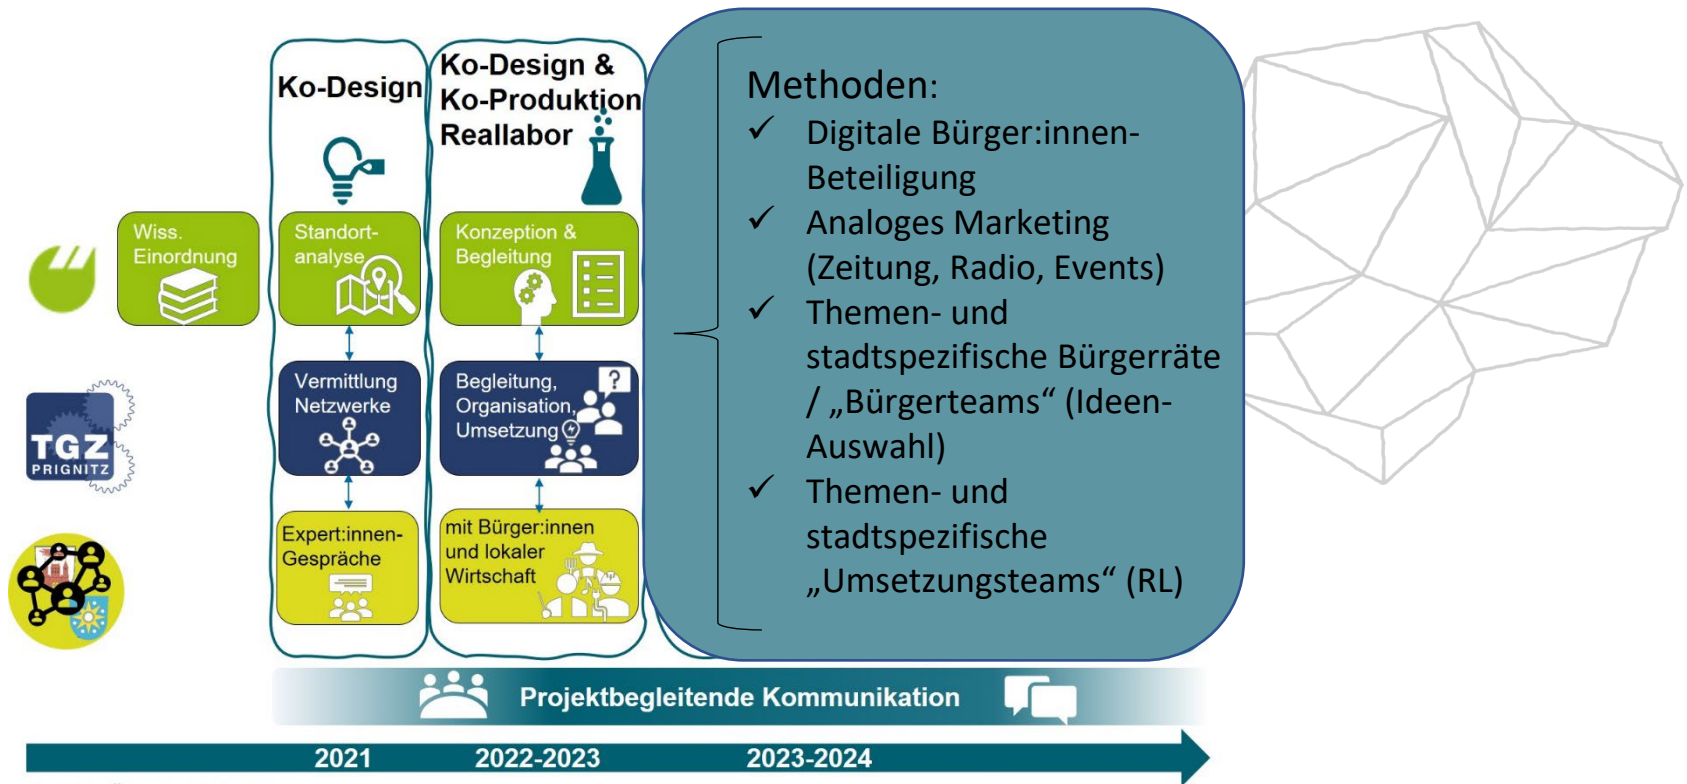 Ko-Design
Ko-Design &
Ko-Produktion
Reallabor
Wiss.
Einordnung
Standort-
analyse
Konzeption &
Begleitung
TGZ
PRIGNITZ
Vermittlung
Netzwerke
Begleitung,
Organisation,
Umsetzung
?
Expert:innen-
Gespräche
mit Bürger:innen
und lokaler
Wirtschaft
Methoden:
✓ Digitale Bürger:innen-
Beteiligung
✓ Analoges Marketing
(Zeitung, Radio, Events)
✓ Themen- und
stadtspezifische Bürgerräte
/ „Bürgerteams“ (Ideen-
Auswahl)
✓ Themen- und
stadtspezifische
„Umsetzungsteams“ (RL)
Projektbegleitende Kommunikation
2021
2022-2023
2023-2024